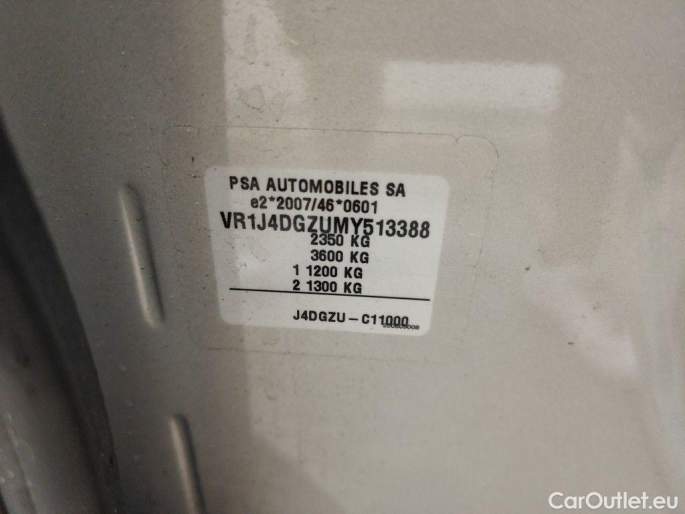 PSA AUTOMOBILES SA
e2*2007/46*0601
VR1J4DGZUMY513388
2350 KG
3600 KG
1 1200 KG
2 1300 KG
J4DGZU – C11000
CarOutlet.eu